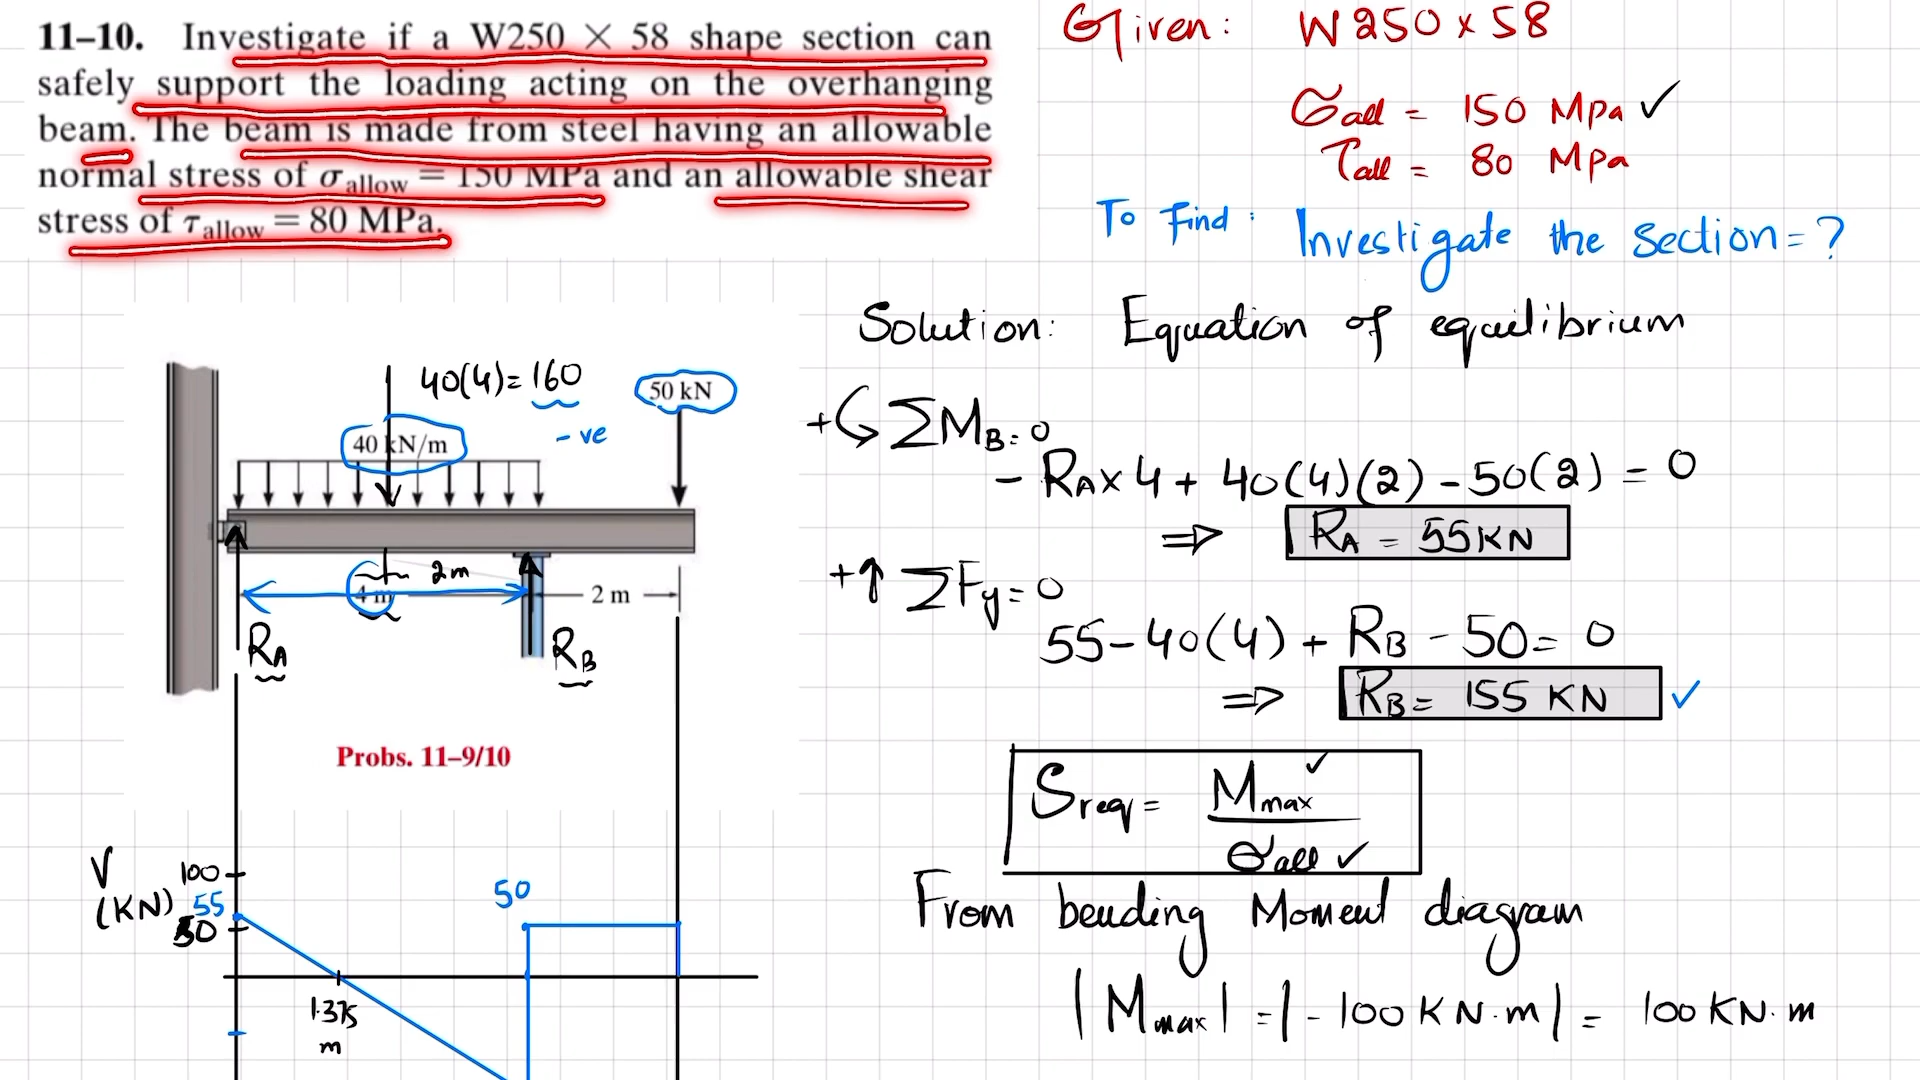 11–10. Investigate if a W250 × 58 shape section can
safely support the loading acting on the overhanging
beam. The beam is made from steel having an allowable
normal stress of σ allow = 150 MPa and an allowable shear
stress of τ allow = 80 MPa.
Given: W250 x 58
σall = 150 Mpa ✓
τall = 80 Mpa
To Find: Investigate the section = ?
Solution: Equation of equilibrium
40(4)= 160
50 kN
- ve
40 kN/m
2m
4 m
2 m
RA
RB
Probs. 11–9/10
+ ΣMB=0
- RA x 4 + 40(4)(2) - 50(2) = 0
⇒ RA = 55KN
+↑ ΣFy=0
55-40(4) + RB - 50= 0
⇒ RB= 155 KN ✓
Sreq = Mmax ✓
σall ✓
From bending Moment diagram
|Mmax| = |- 100 KN.m| = 100 KN.m
V
(KN)
100
55
50
50
1.375
m